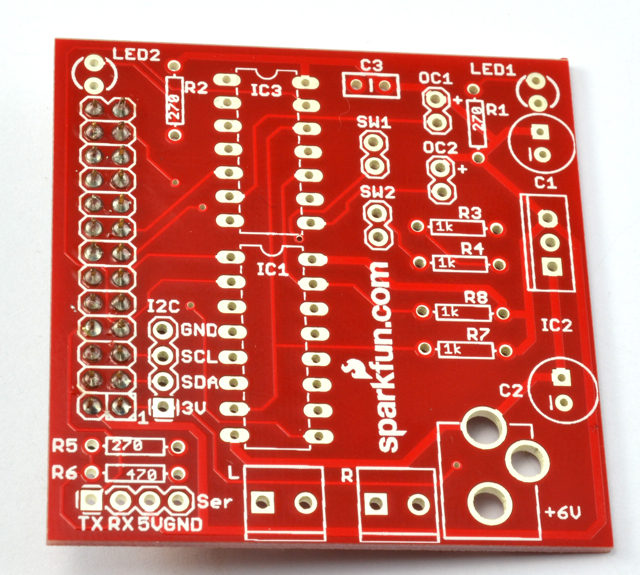 LED2
C3
OC1
LED1
R2
270
IC3
+
R1
270
SW1
OC2
+
C1
SW2
R3
1k
R4
1k
IC1
I2C
GND
SCL
SDA
3V
1
R8
1k
R7
1k
IC2
sparkfun.com
C2
R5
270
R6
470
L
R
Ser
TX RX 5V GND
+6V